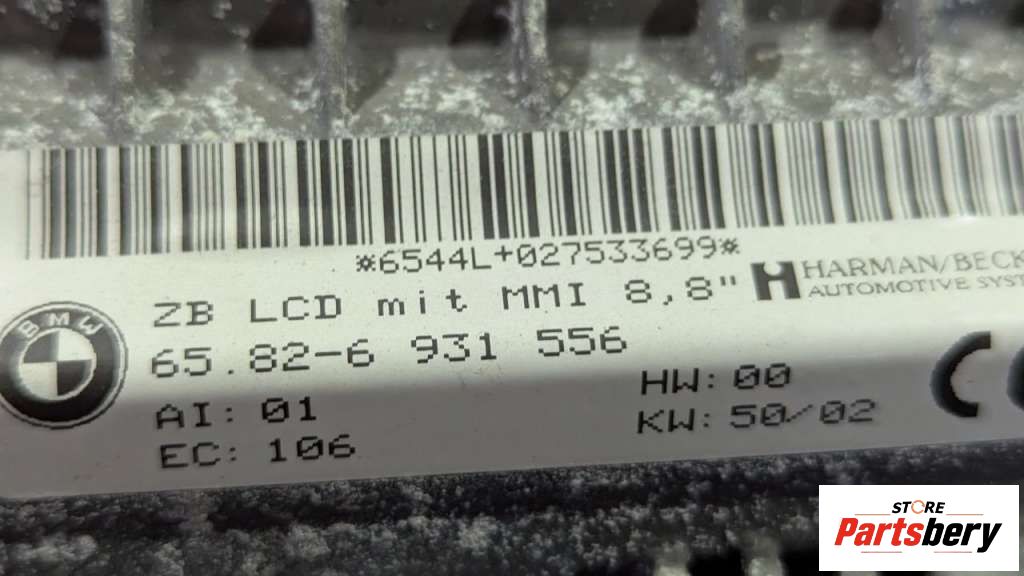 *6544L+027533699*
ZB LCD mit MMI 8,8"
HARMAN/BECK
AUTOMOTIVE SYST
BMW
65.82-6 931 556
AI: 01
HW: 00
EC: 106
KW: 50/02
CE
STORE
Partsbery